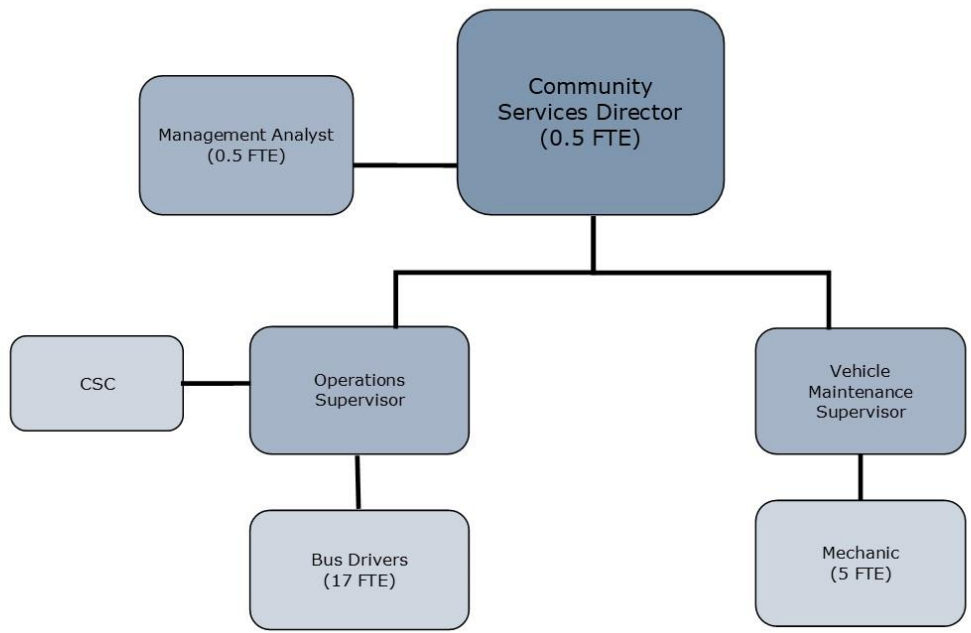 Community
Services Director
(0.5 FTE)
Management Analyst
(0.5 FTE)
CSC
Operations
Supervisor
Vehicle
Maintenance
Supervisor
Bus Drivers
(17 FTE)
Mechanic
(5 FTE)